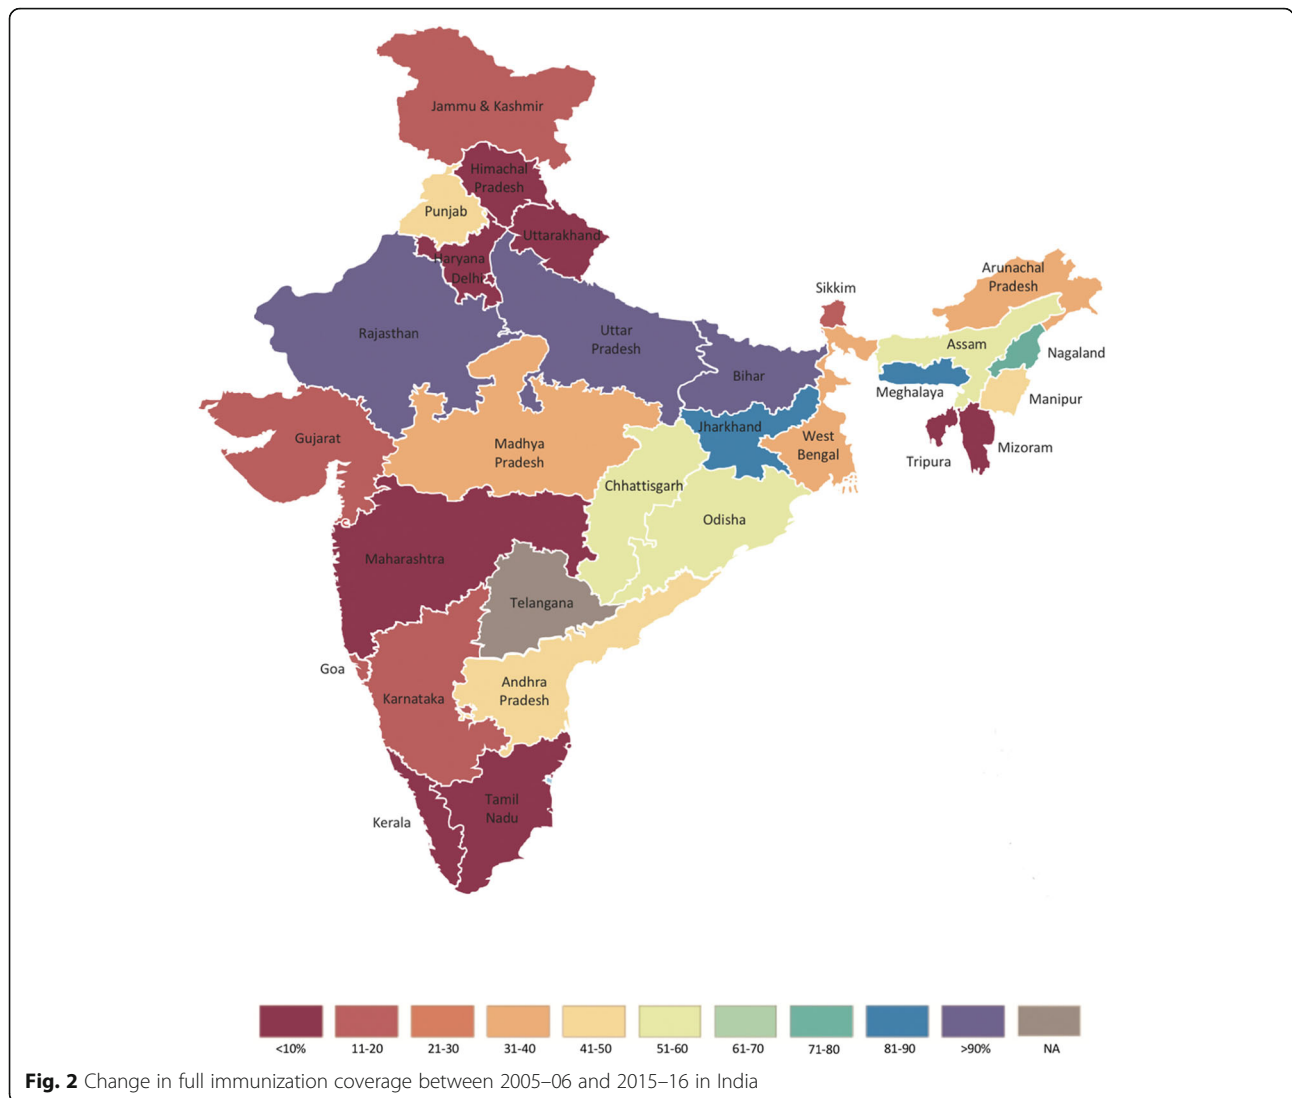 Jammu & Kashmir
Himachal
Pradesh
Punjab
Uttarakhand
Haryana
Delhi
Arunachal
Pradesh
Sikkim
Rajasthan
Uttar
Pradesh
Assam
Nagaland
Bihar
Meghalaya
Manipur
Gujarat
Jharkhand
Madhya
Pradesh
West
Bengal
Mizoram
Tripura
Chhattisgarh
Odisha
Maharashtra
Telangana
Goa
Andhra
Pradesh
Karnataka
Tamil
Nadu
Kerala
<10% 11-20 21-30 31-40 41-50 51-60 61-70 71-80 81-90 >90% NA
Fig. 2 Change in full immunization coverage between 2005–06 and 2015–16 in India